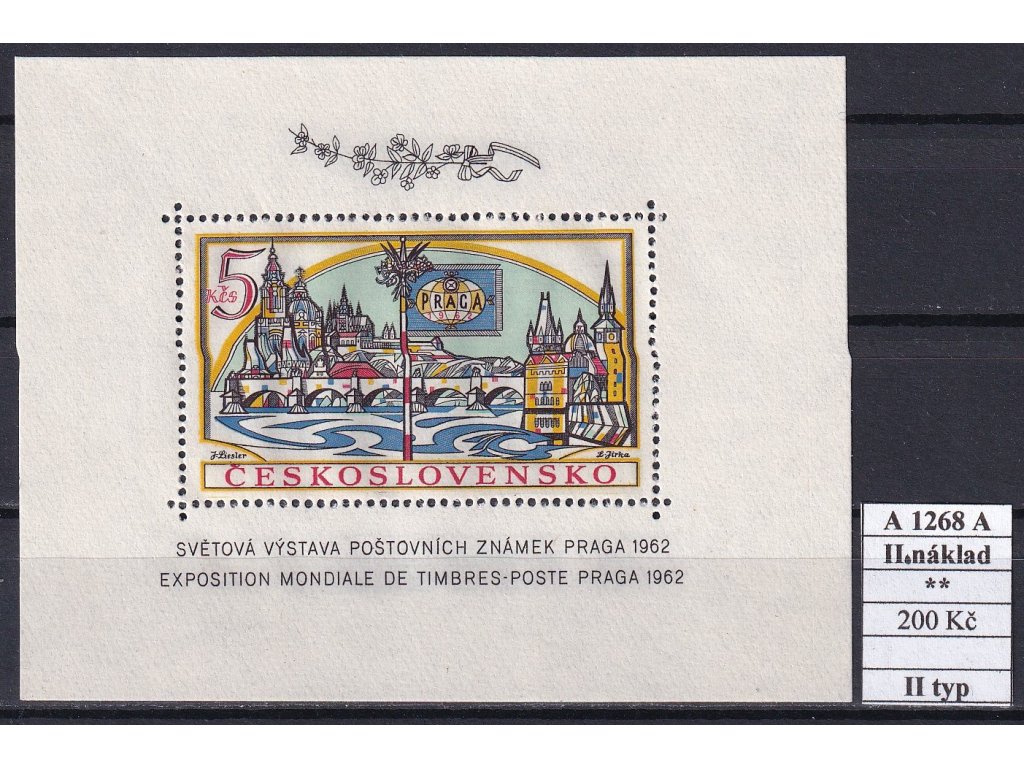 5
Kčs
PRAGA
1962
J. Liesler
L. Jirka
ČESKOSLOVENSKO
SVĚTOVÁ VÝSTAVA POŠTOVNÍCH ZNÁMEK PRAGA 1962
EXPOSITION MONDIALE DE TIMBRES-POSTE PRAGA 1962
A 1268 A
II.náklad
**
200 Kč
II typ